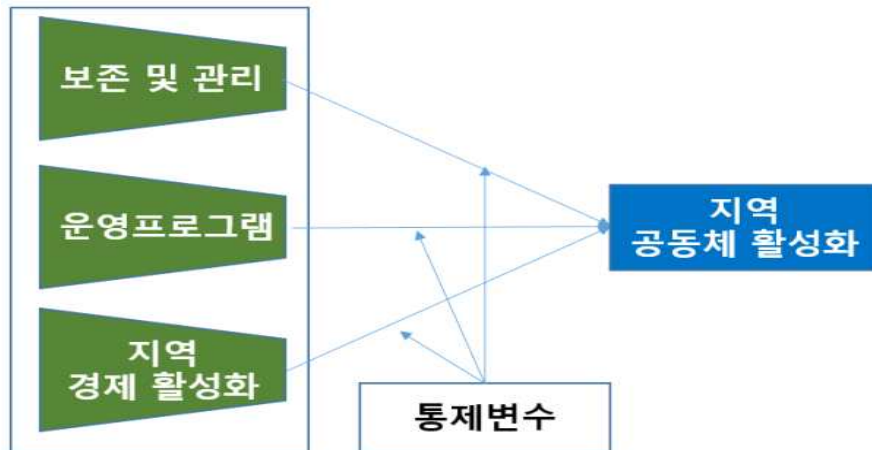 보존 및 관리
운영프로그램
지역
경제 활성화
지역
공동체 활성화
통제변수